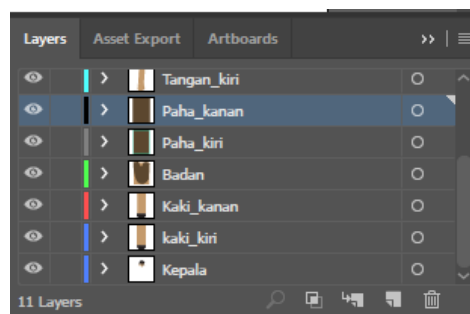 Layers Asset Export Artboards
Tangan_kiri
Paha_kanan
Paha_kiri
Badan
Kaki_kanan
kaki_kiri
Kepala
11 Layers